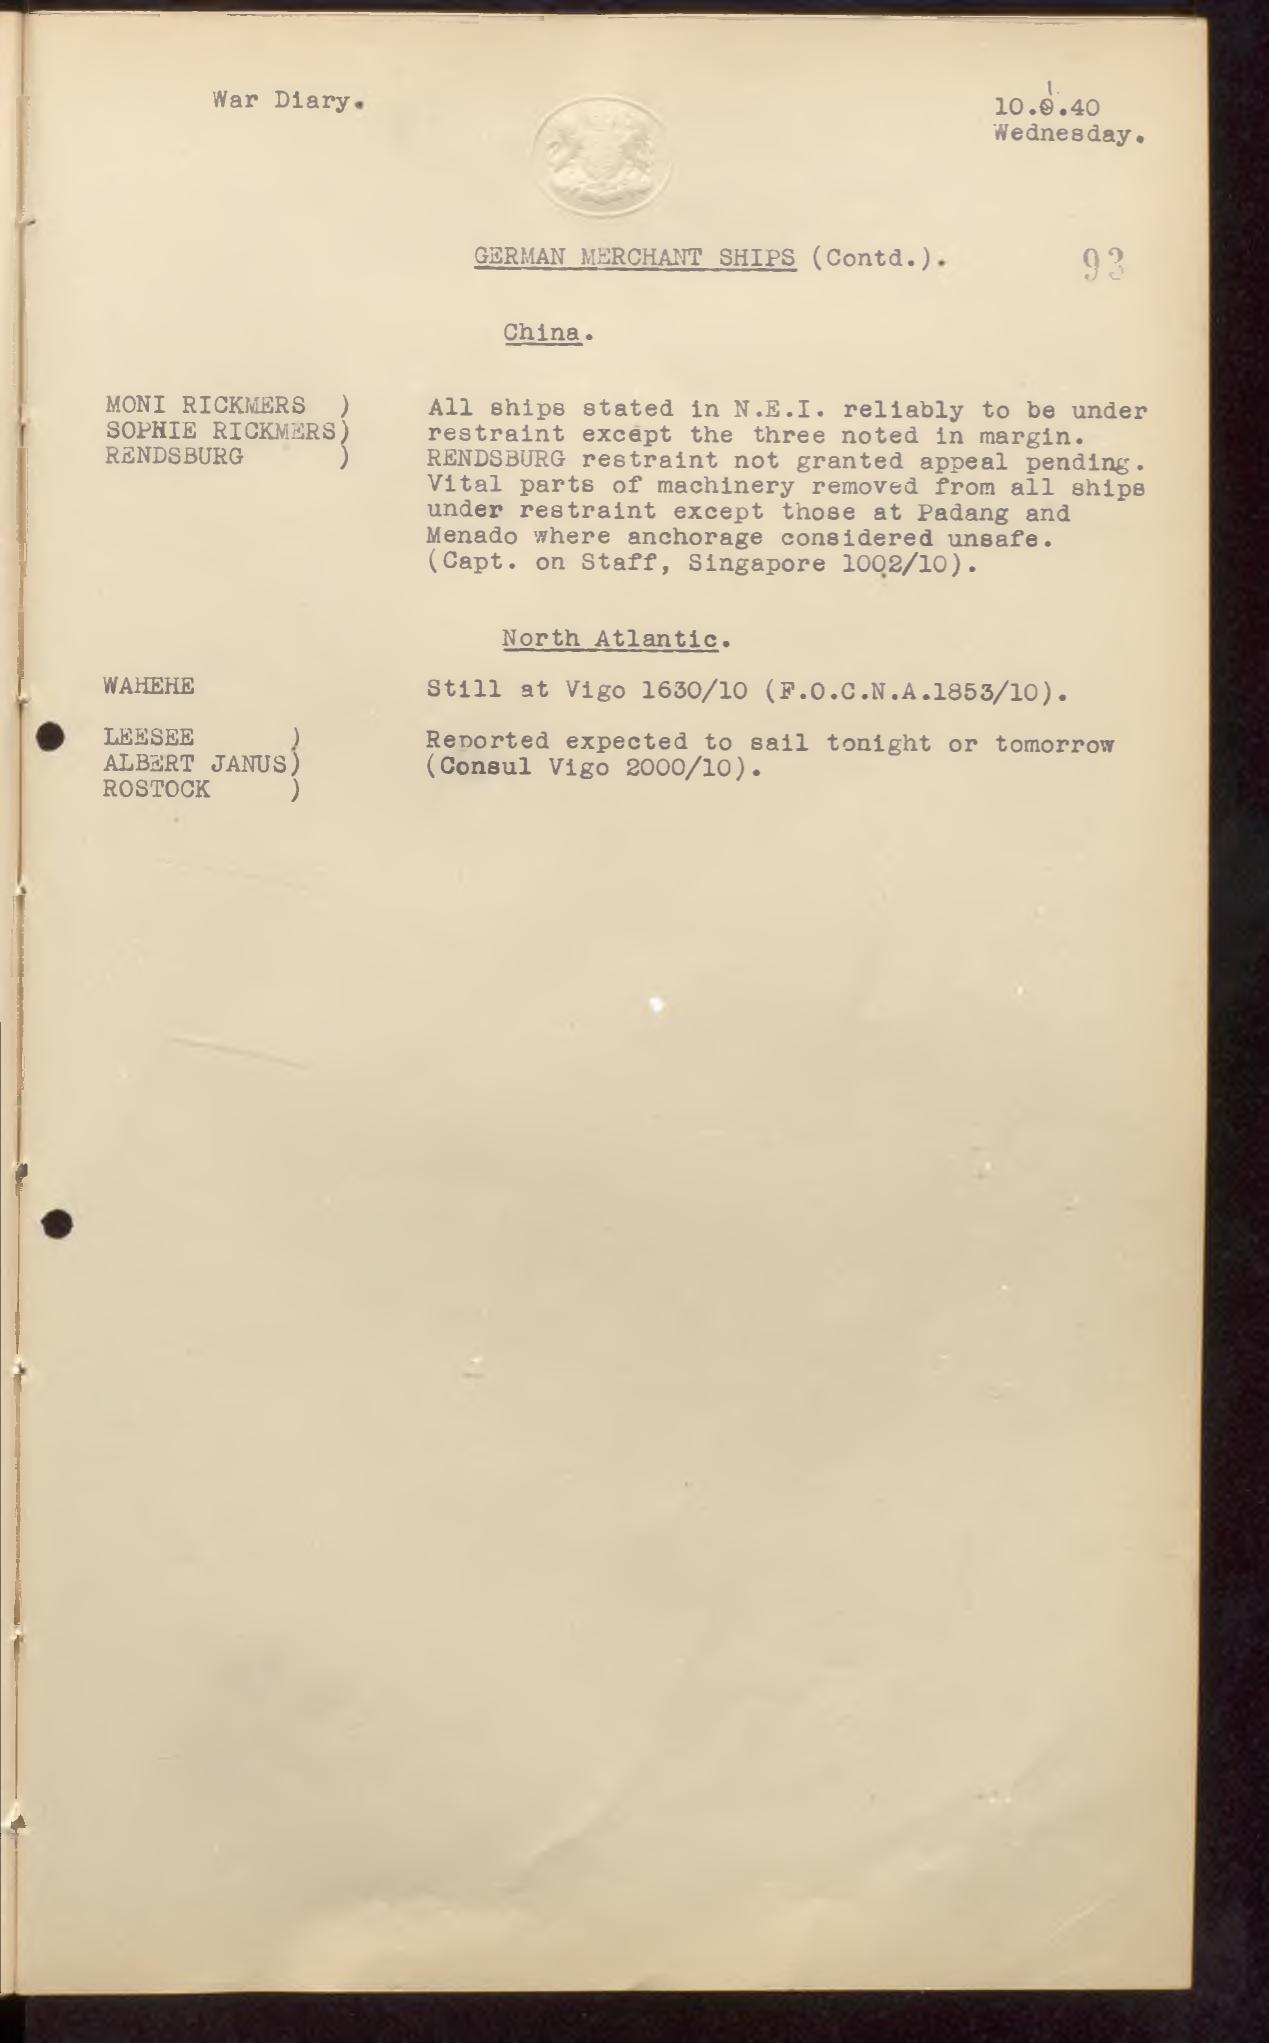 War Diary.
10.1.40
Wednesday.
GERMAN MERCHANT SHIPS (Contd.).
93
China.
MONI RICKMERS )
SOPHIE RICKMERS)
RENDSBURG )
All ships stated in N.E.I. reliably to be under
restraint except the three noted in margin.
RENDSBURG restraint not granted appeal pending.
Vital parts of machinery removed from all ships
under restraint except those at Padang and
Menado where anchorage considered unsafe.
(Capt. on Staff, Singapore 1002/10).
North Atlantic.
WAHEHE
Still at Vigo 1630/10 (F.O.C.N.A.1853/10).
LEESEE )
ALBERT JANUS)
ROSTOCK )
Reported expected to sail tonight or tomorrow
(Consul Vigo 2000/10).